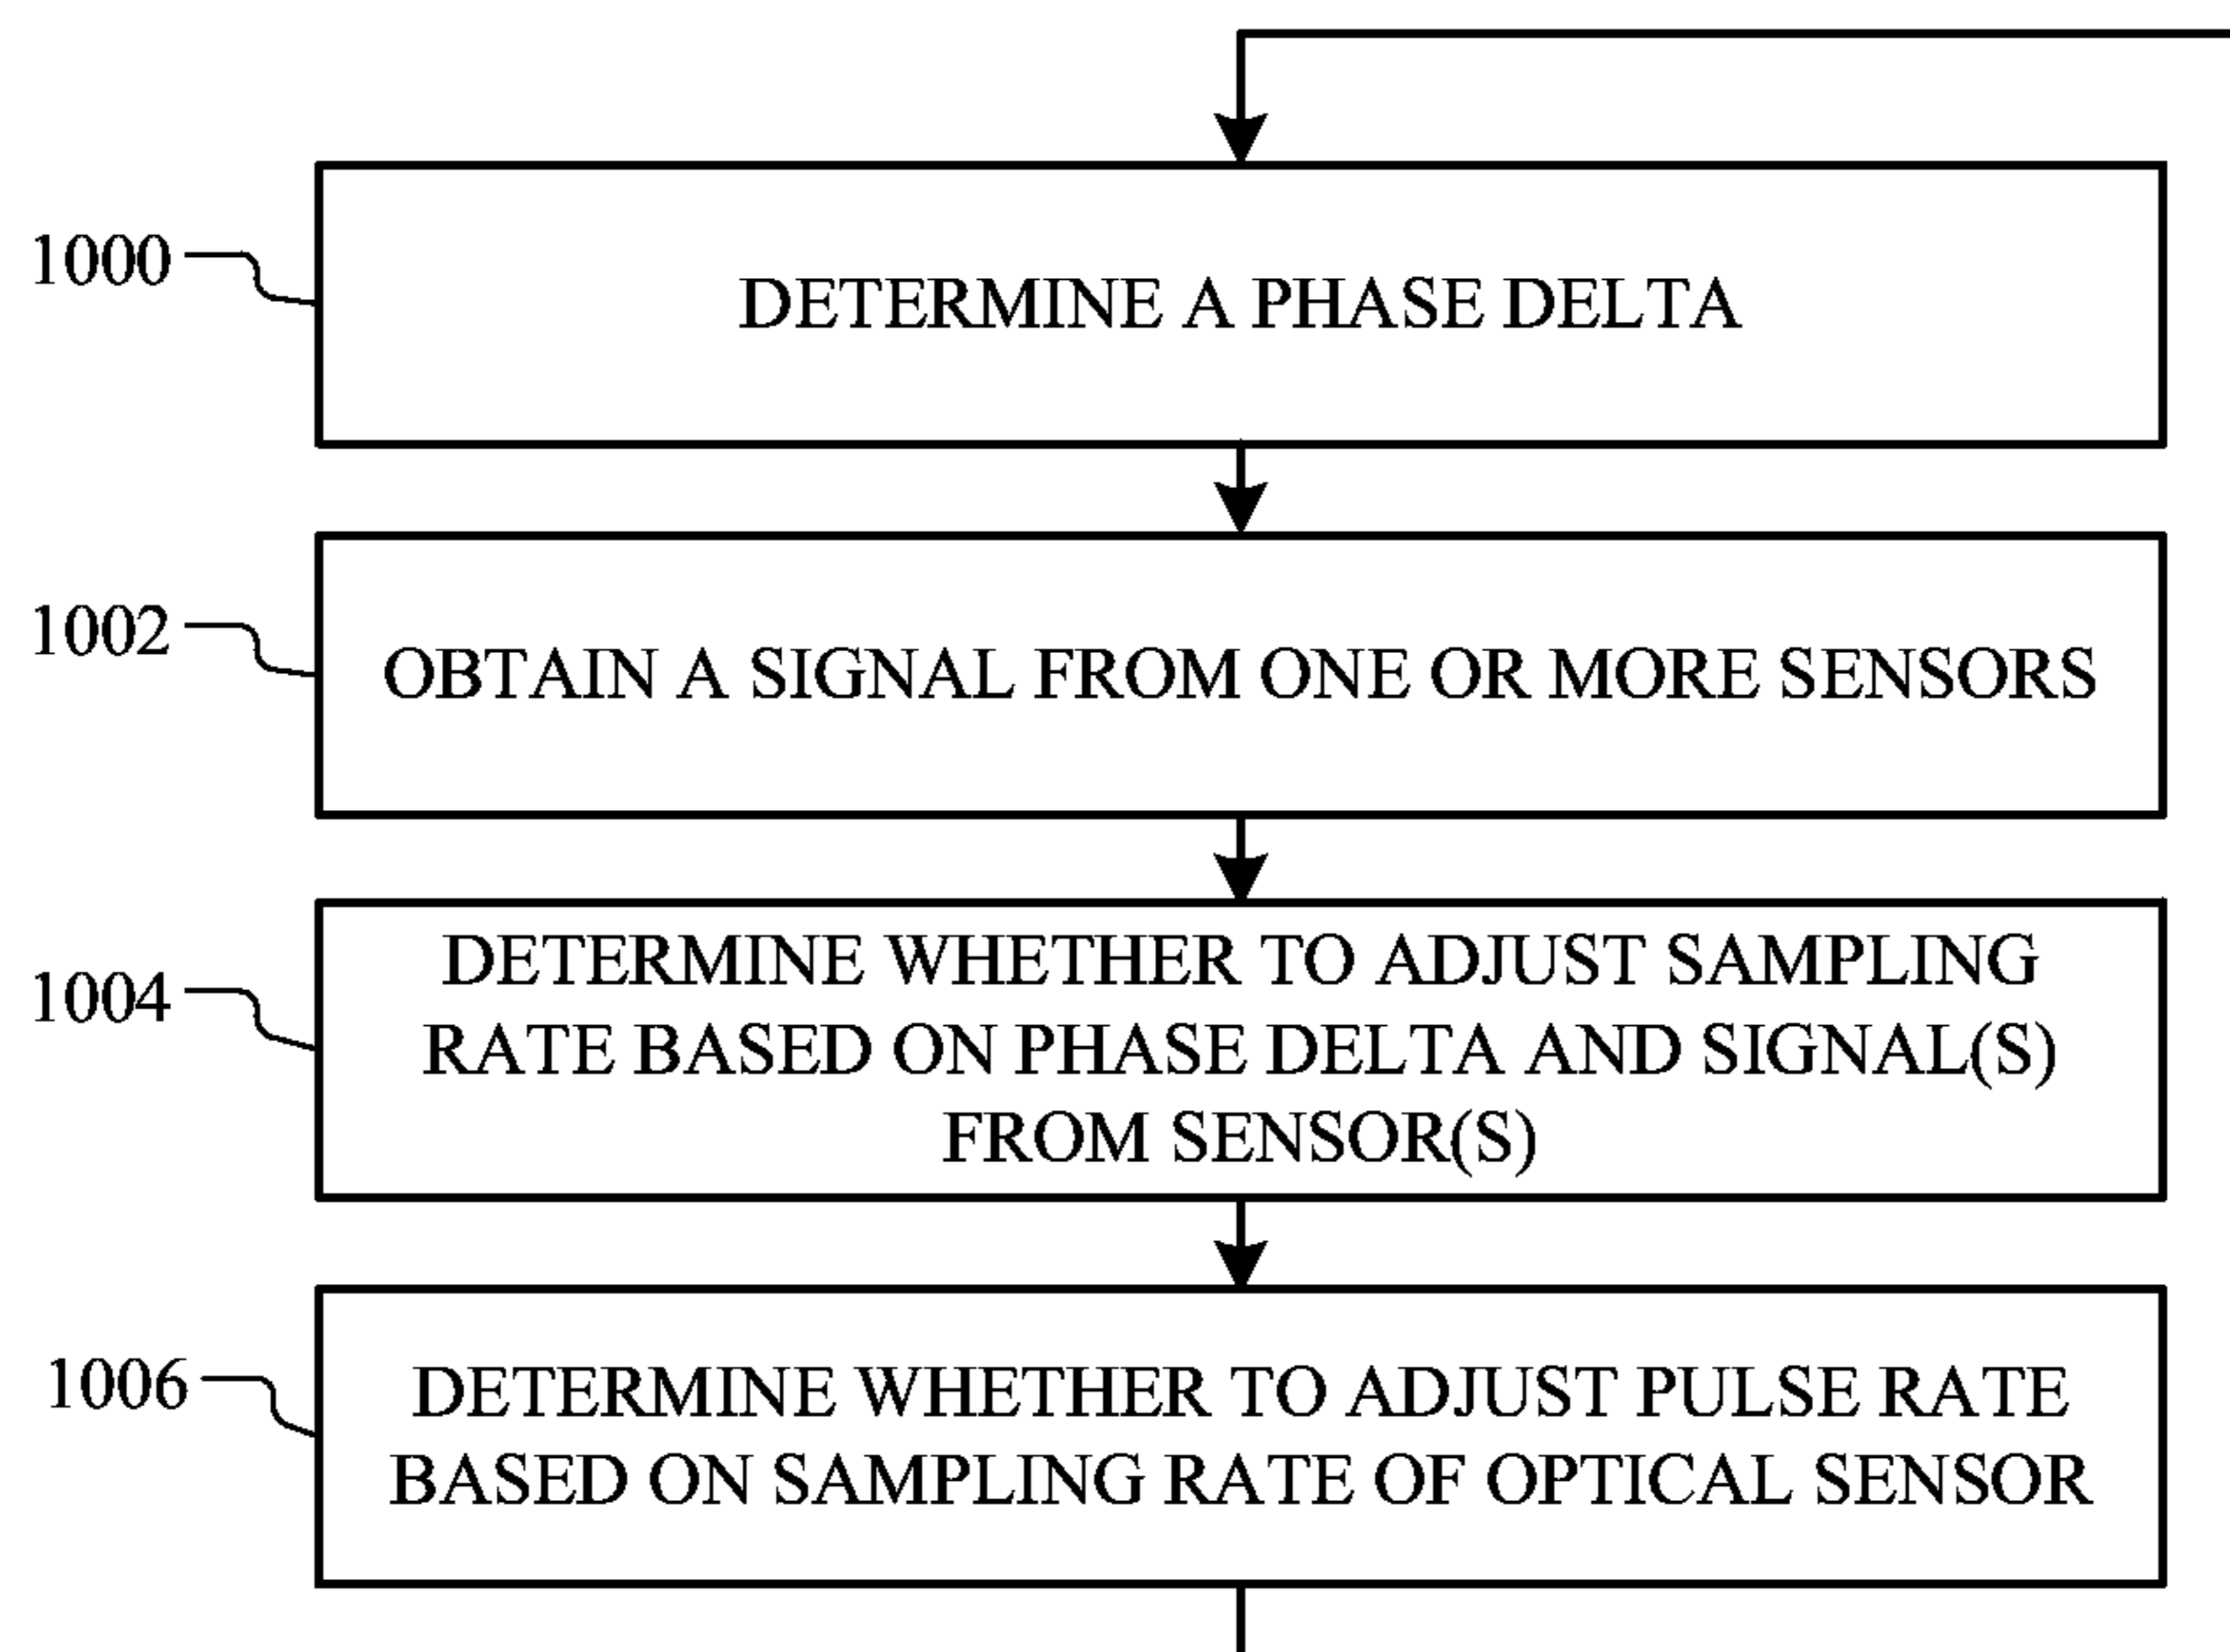 1000
DETERMINE A PHASE DELTA
1002
OBTAIN A SIGNAL FROM ONE OR MORE SENSORS
1004
DETERMINE WHETHER TO ADJUST SAMPLING
RATE BASED ON PHASE DELTA AND SIGNAL(S)
FROM SENSOR(S)
1006
DETERMINE WHETHER TO ADJUST PULSE RATE
BASED ON SAMPLING RATE OF OPTICAL SENSOR